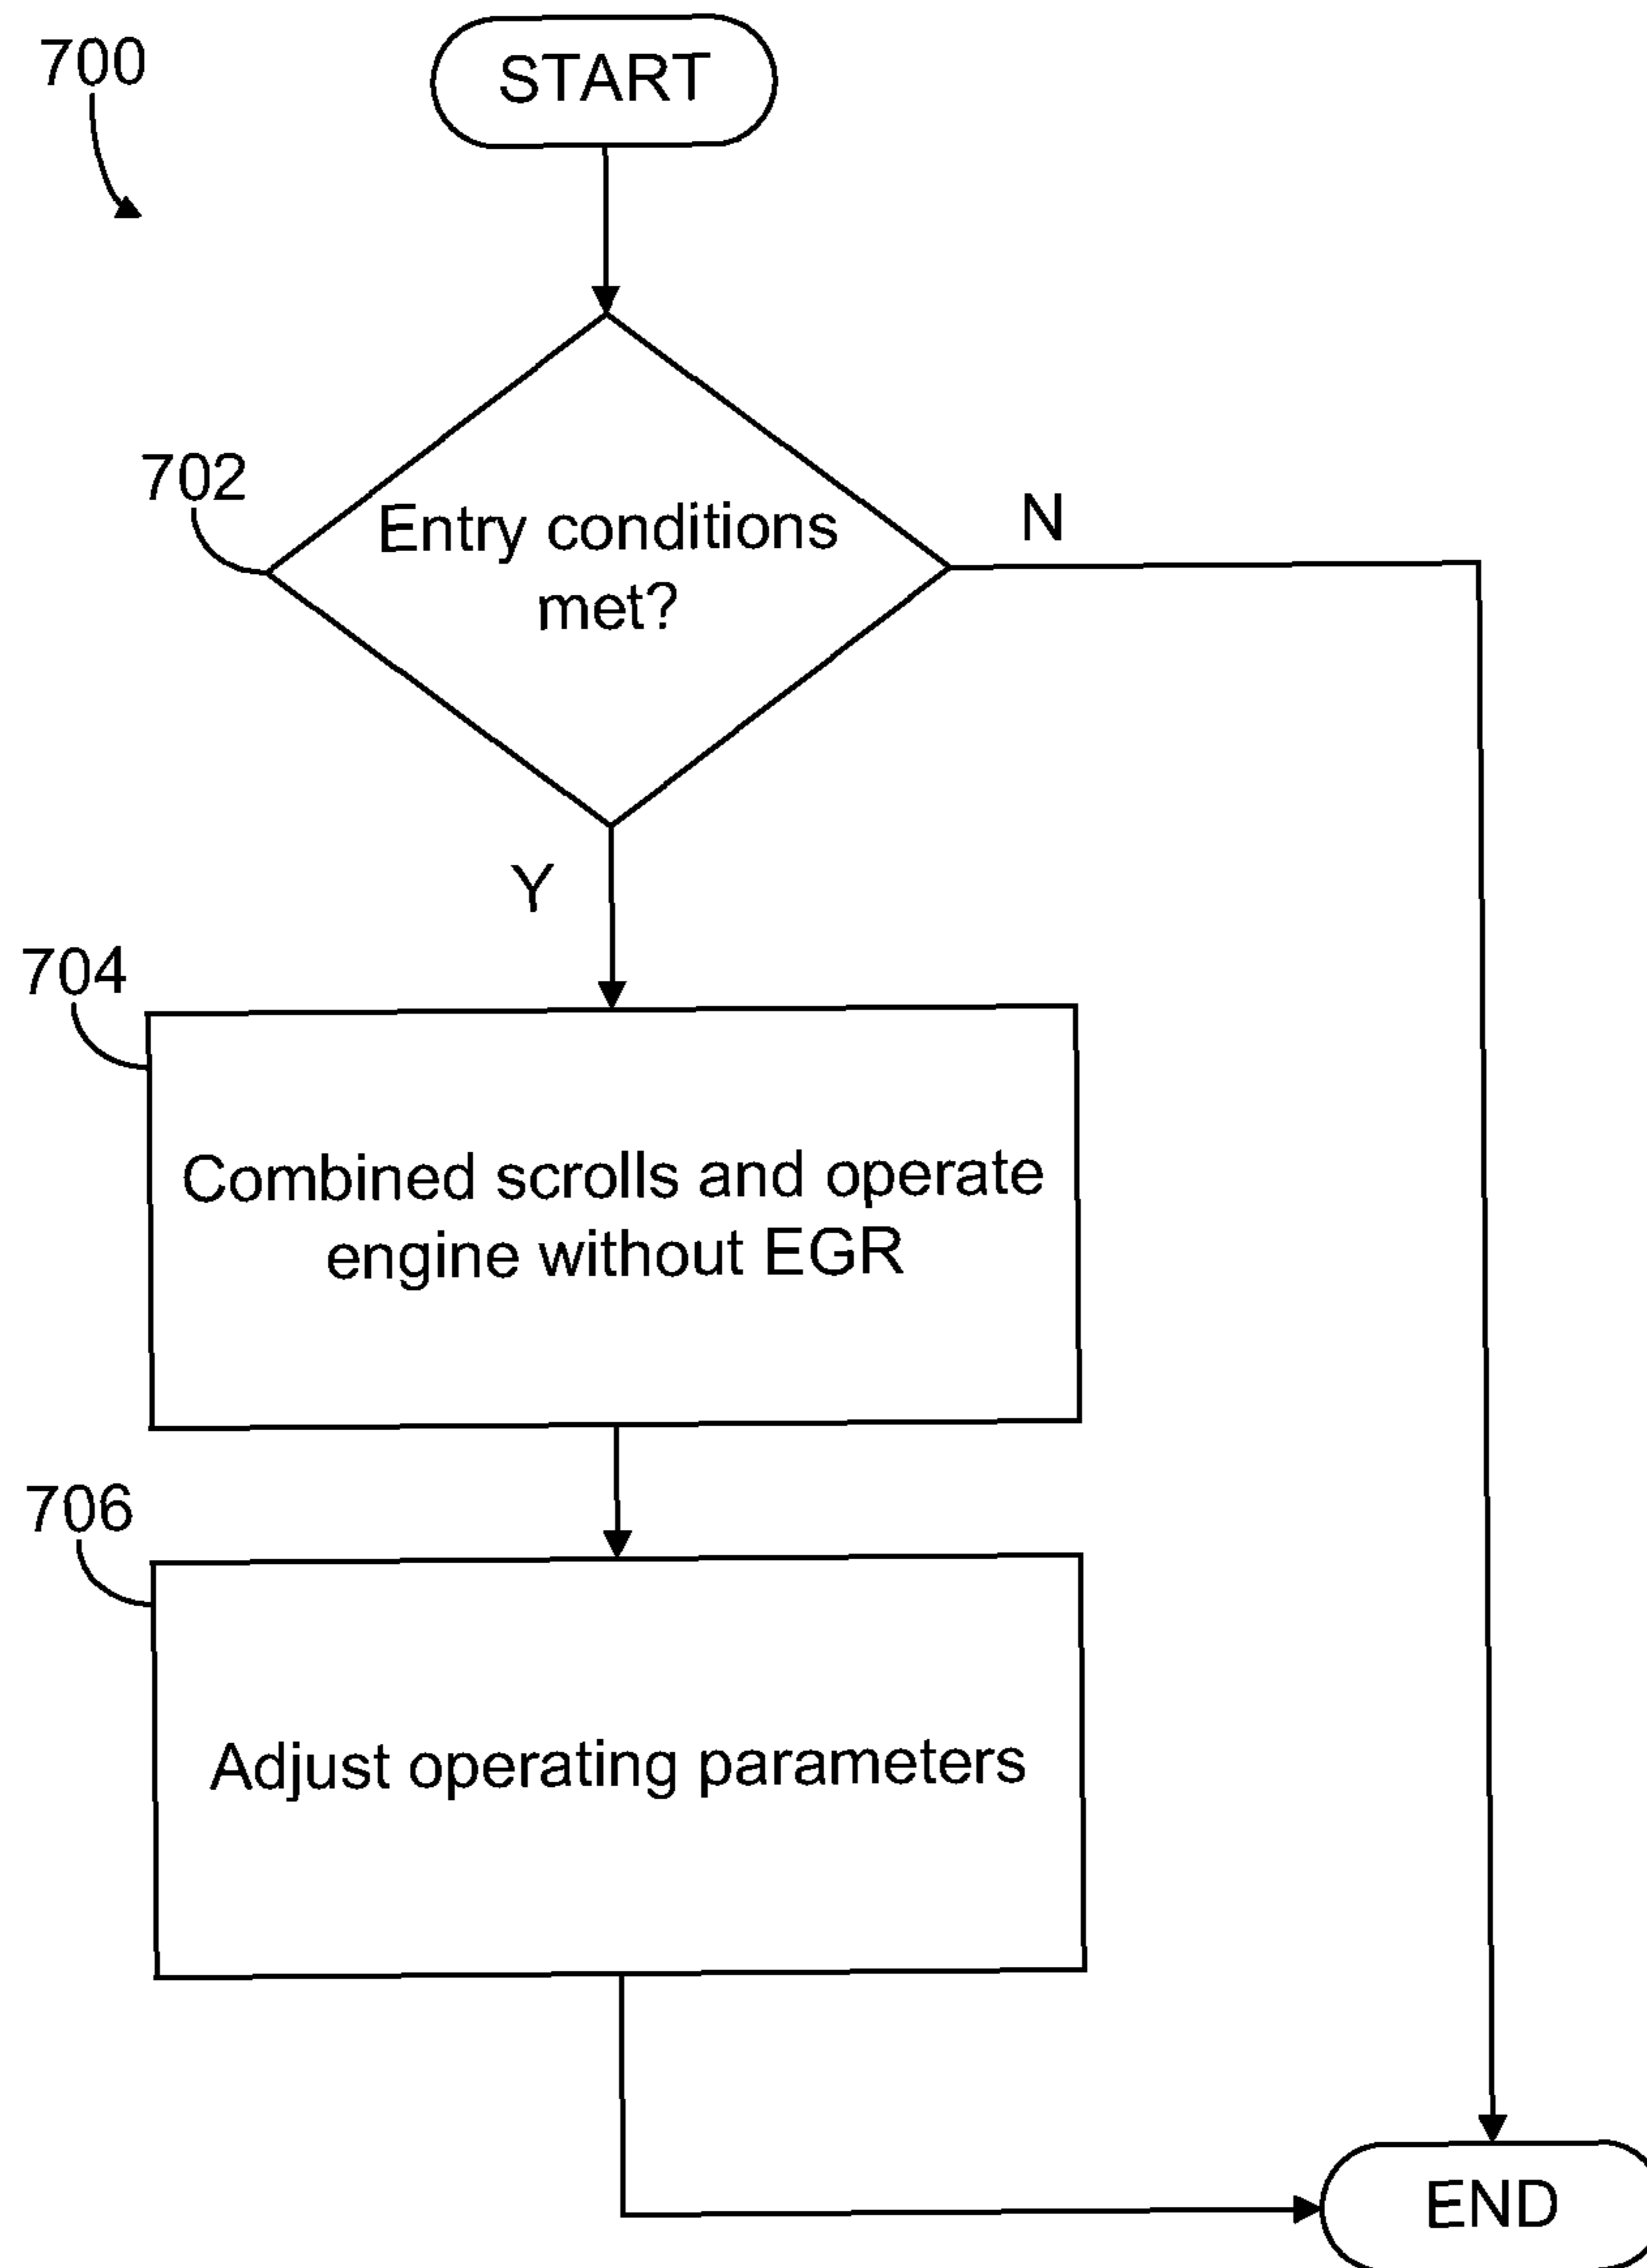 700
START
702
Entry conditions
met?
N
Y
704
Combined scrolls and operate
engine without EGR
706
Adjust operating parameters
END